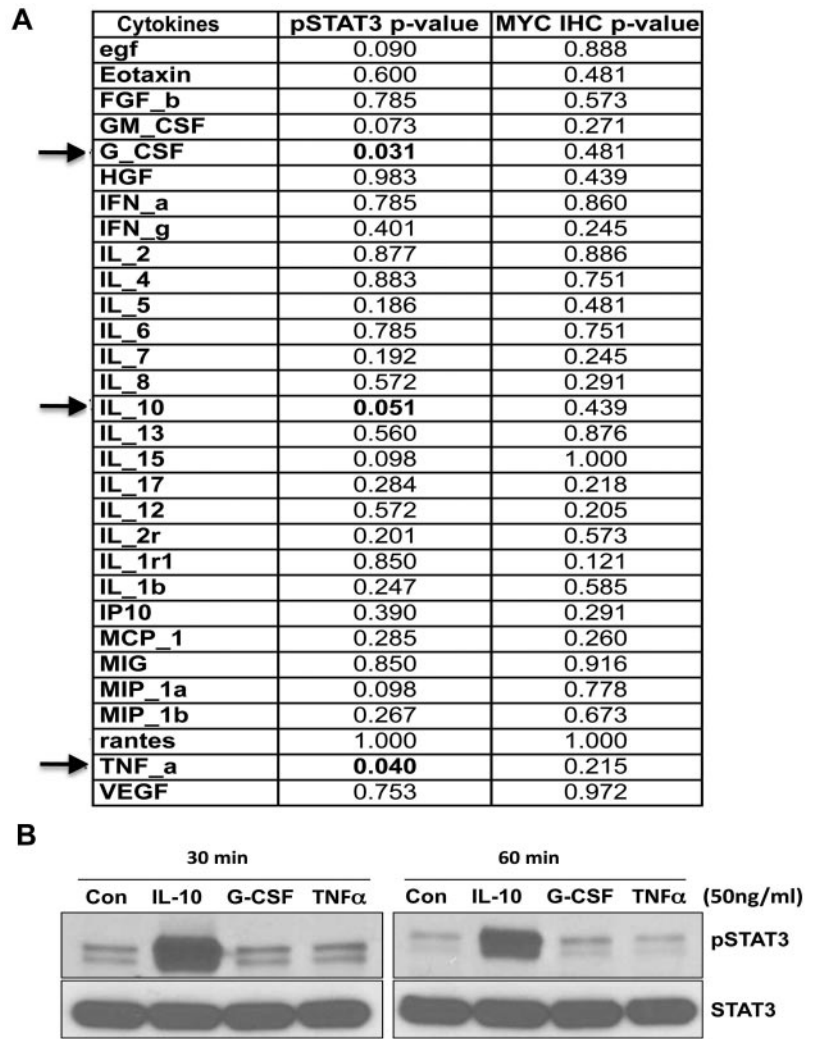 A
Cytokines pSTAT3 p-value MYC IHC p-value
egf 0.090 0.888
Eotaxin 0.600 0.481
FGF_b 0.785 0.573
GM_CSF 0.073 0.271
G_CSF 0.031 0.481
HGF 0.983 0.439
IFN_a 0.785 0.860
IFN_g 0.401 0.245
IL_2 0.877 0.886
IL_4 0.883 0.751
IL_5 0.186 0.481
IL_6 0.785 0.751
IL_7 0.192 0.245
IL_8 0.572 0.291
IL_10 0.051 0.439
IL_13 0.560 0.876
IL_15 0.098 1.000
IL_17 0.284 0.218
IL_12 0.572 0.205
IL_2r 0.201 0.573
IL_1r1 0.850 0.121
IL_1b 0.247 0.585
IP10 0.390 0.291
MCP_1 0.285 0.260
MIG 0.850 0.916
MIP_1a 0.098 0.778
MIP_1b 0.267 0.673
rantes 1.000 1.000
TNF_a 0.040 0.215
VEGF 0.753 0.972
B
30 min 60 min
Con IL-10 G-CSF TNFα Con IL-10 G-CSF TNFα (50ng/ml)
pSTAT3
STAT3